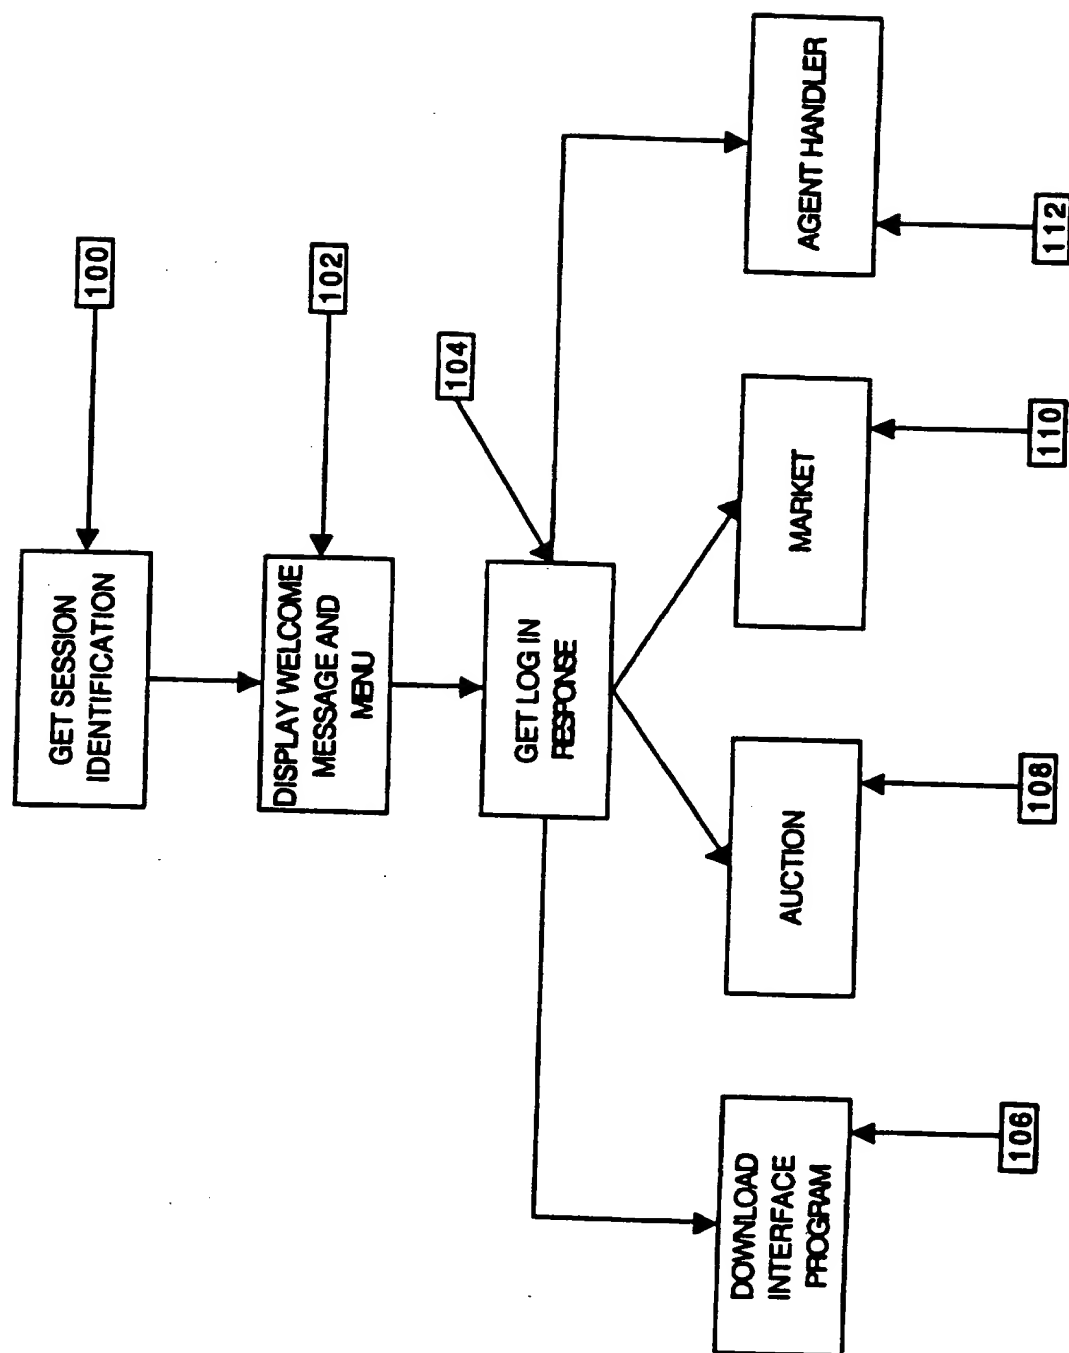 GET SESSION
IDENTIFICATION
100
DISPLAY WELCOME
MESSAGE AND
MENU
102
GET LOG IN
RESPONSE
104
DOWNLOAD
INTERFACE
PROGRAM
106
AUCTION
108
MARKET
110
AGENT HANDLER
112